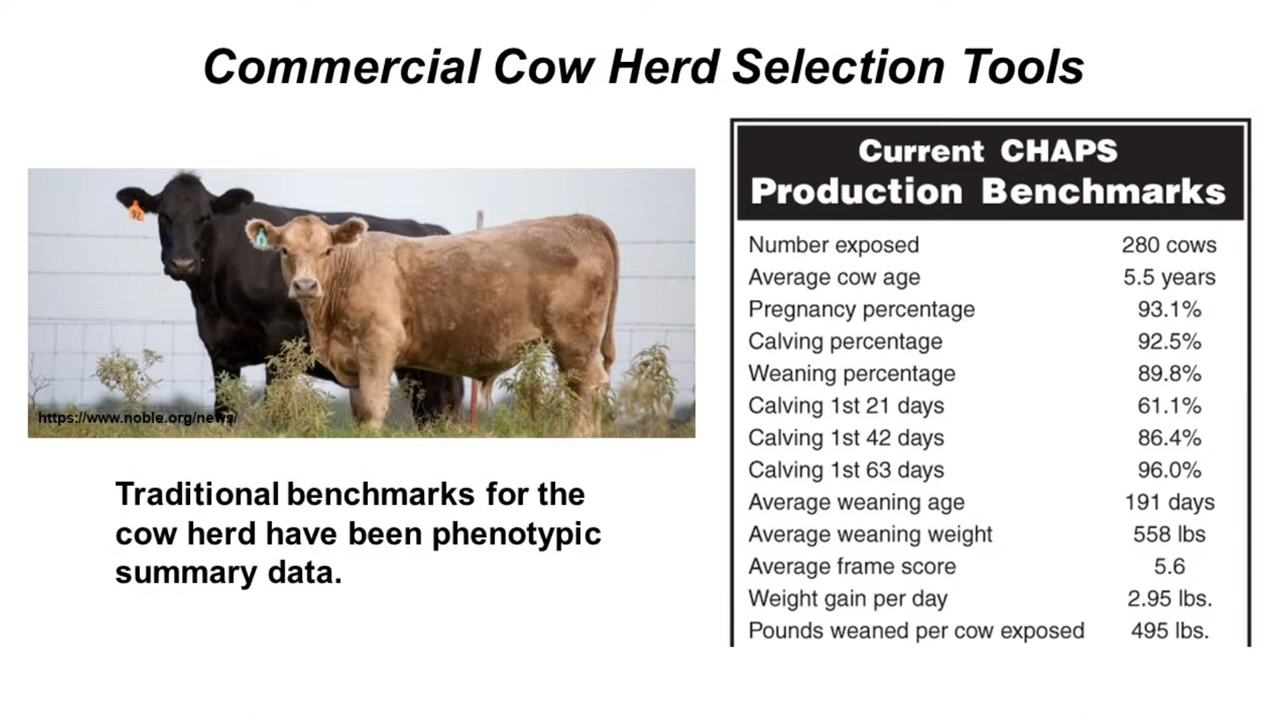 Commercial Cow Herd Selection Tools
https://www.noble.org/news/
Traditional benchmarks for the
cow herd have been phenotypic
summary data.
Current CHAPS
Production Benchmarks
Number exposed 280 cows
Average cow age 5.5 years
Pregnancy percentage 93.1%
Calving percentage 92.5%
Weaning percentage 89.8%
Calving 1st 21 days 61.1%
Calving 1st 42 days 86.4%
Calving 1st 63 days 96.0%
Average weaning age 191 days
Average weaning weight 558 lbs
Average frame score 5.6
Weight gain per day 2.95 lbs.
Pounds weaned per cow exposed 495 lbs.